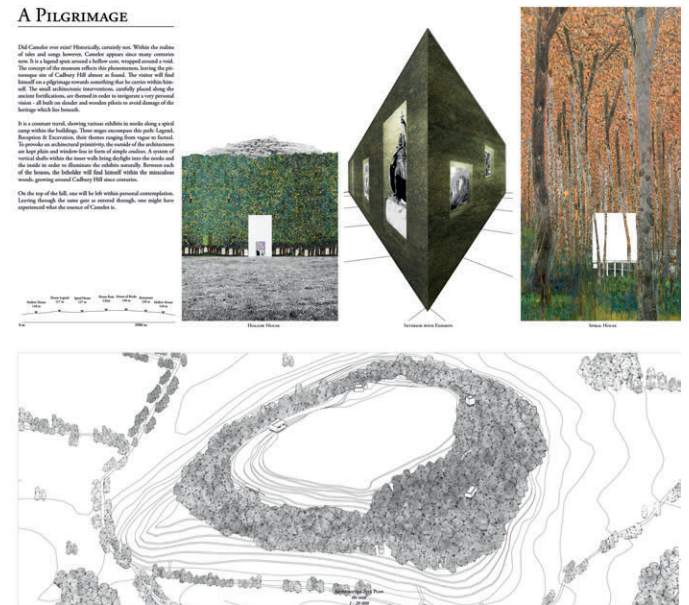 A Pilgrimage
Did Camelot ever exist? Historically, certainly not. Within the realms
of tales and songs however, Camelot appears since many centuries
now. It is a legend spun around a hollow core, wrapped around a void.
The concept of the museum reflects this phenomenon, leaving the pit-
toresque site of Cadbury Hill almost as found. The visitor will find
himself on a pilgrimage towards something that he carries within him-
self. The small architectonic interventions, carefully placed along the
ancient fortifications, are themed in order to invigorate a very personal
vision - all built on slender and wooden pilotis to avoid damage of the
heritage which lies beneath.
It is a constant travel, showing various exhibits in nooks along a spiral
ramp within the buildings. Three stages encompass this path: Legend,
Reception & Excavation, their themes ranging from vague to factual.
To provoke an architectural primitivity, the outside of the architectures
are kept plain and window-less in form of simple
A system of
vertical shafts within the inner walls bring daylight into the nooks and
the inside in order to illuminate the exhibits naturally. Between each
of the houses, the beholder will find himself within the miraculous
woods, growing around Cadbury Hill since centuries.
On the top of the hill, one will be left within personal contemplation.
Leaving through the same gate as entered through, one might have
experienced what the essence of Camelot is.
Hollow House
Interior with Exhibits
Spiral House